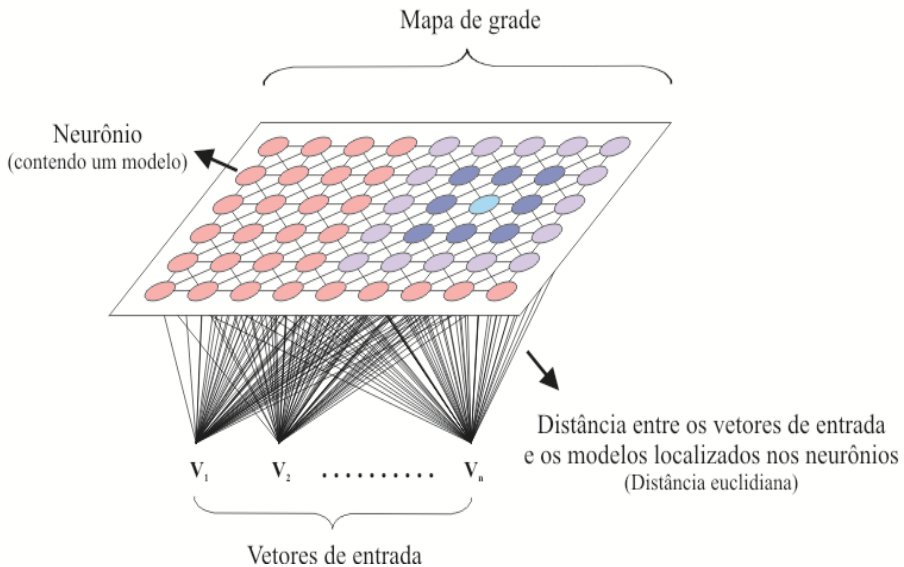 Mapa de grade
Neurônio
(contendo um modelo)
Distância entre os vetores de entrada
e os modelos localizados nos neurônios
(Distância euclidiana)
V₁ V₂ .......... Vₙ
Vetores de entrada